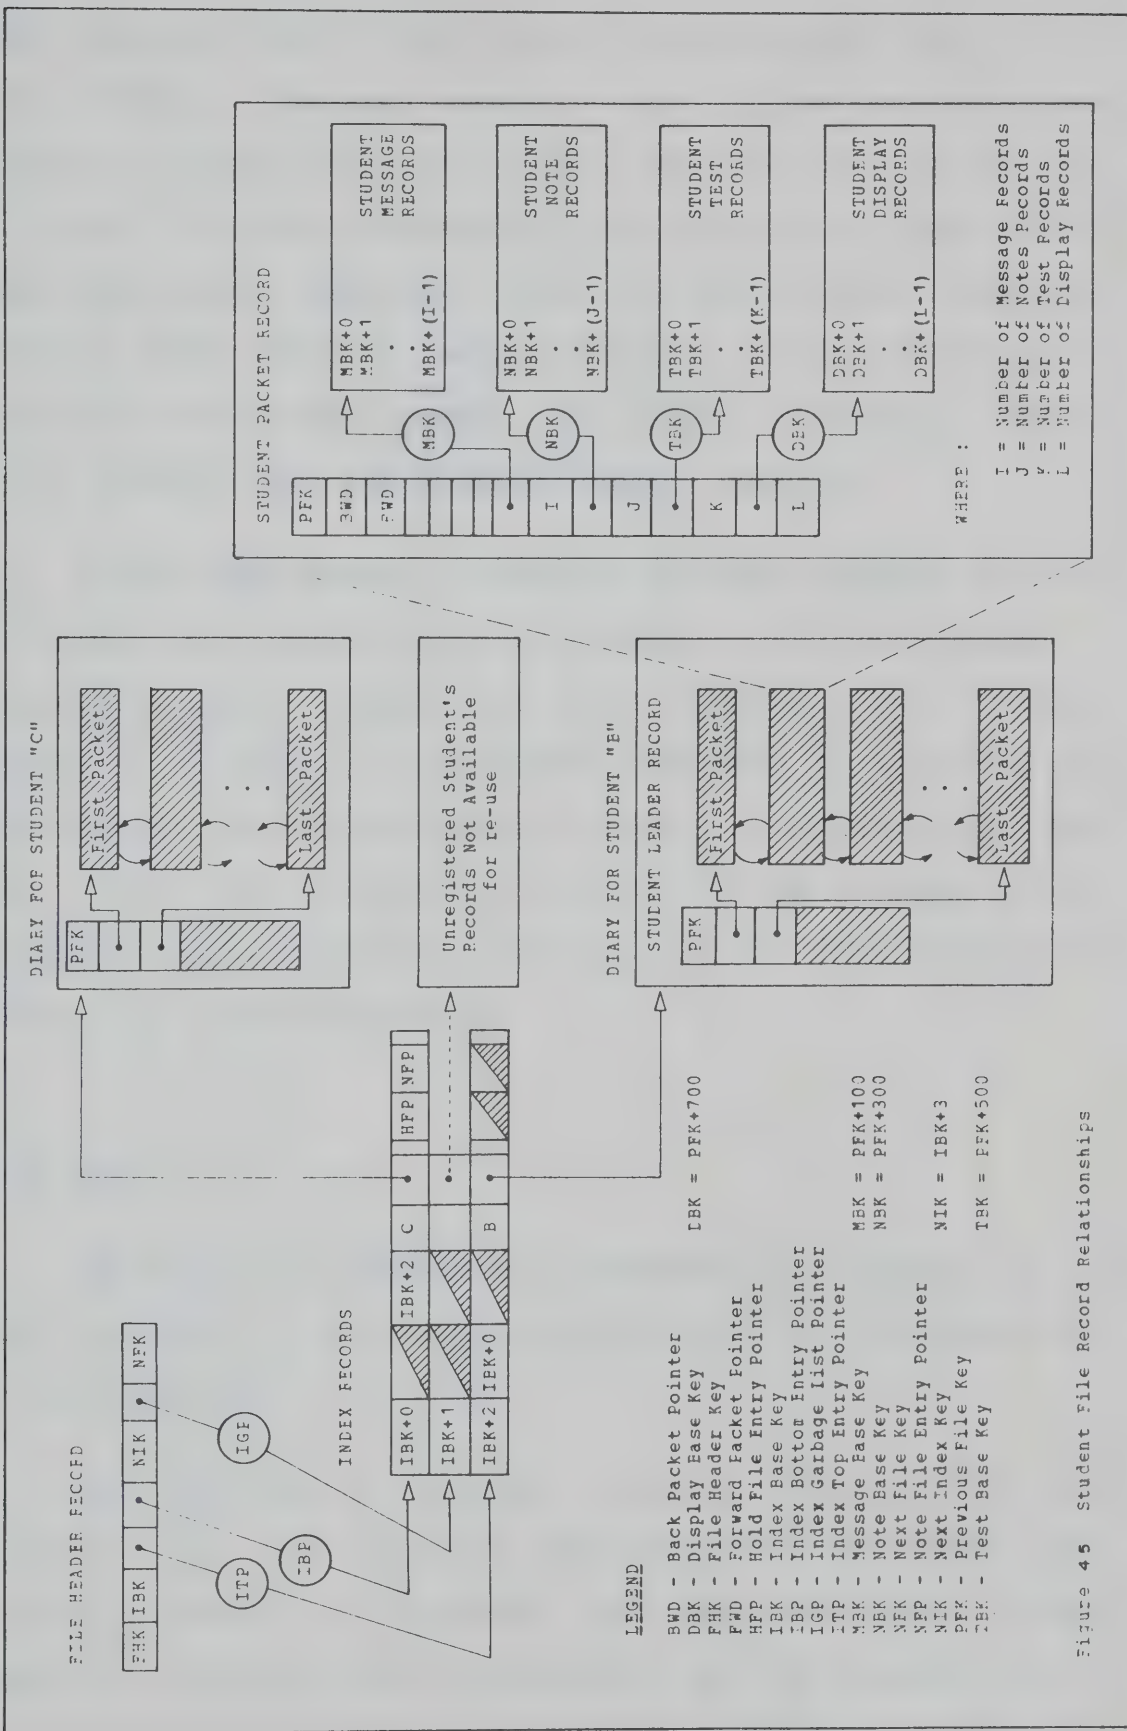 FILE HEADER RECORD
FHK IBK NIK NFK
ITP
IBP
IGP
INDEX RECORDS
IBK+0 IBK+2 C HFP NFP
IBK+1
IBK+2 IBK+0 B
DIARY FOR STUDENT "C"
PFK
First Packet
. . .
Last Packet
Unregistered Student's
Records Not Available
for re-use
DIARY FOR STUDENT "B"
STUDENT LEADER RECORD
PFK
First Packet
. . .
Last Packet
STUDENT PACKET RECORD
PFK
BWD
FWD
I
J
K
L
MBK
NBK
TBK
DBK
MBK+0
MBK+1
.
.
MBK+(I-1)
STUDENT
MESSAGE
RECORDS
NBK+0
NBK+1
.
.
NBK+(J-1)
STUDENT
NOTE
RECORDS
TBK+0
TBK+1
.
.
TBK+(K-1)
STUDENT
TEST
RECORDS
DBK+0
DBK+1
.
.
DBK+(I-1)
STUDENT
DISPLAY
RECORDS
WHERE :
I = Number of Message Records
J = Number of Notes Records
K = Number of Test Records
L = Number of Display Records
LEGEND
BWD - Back Packet Pointer
DBK - Display Base Key DBK = PFK+700
FHK - File Header Key
FWD - Forward Packet Pointer
HFP - Hold File Entry Pointer
IBK - Index Base Key
IBP - Index Bottom Entry Pointer
IGP - Index Garbage List Pointer
ITP - Index Top Entry Pointer
MBK - Message Base Key MBK = PFK+100
NBK - Note Base Key NBK = PFK+300
NFK - Next File Key
NFP - Note File Entry Pointer
NIK - Next Index Key NIK = IBK+3
PFK - Previous File Key
TBK - Test Base Key TBK = PFK+500
Figure 45 Student File Record Relationships